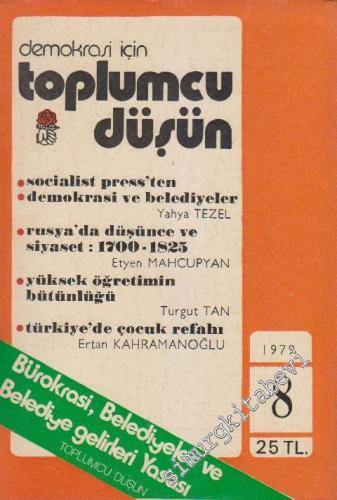 demokrasi için
toplumcu
düşün
• socialist press'ten
• demokrasi ve belediyeler
Yahya TEZEL
• rusya'da düşünce ve
siyaset : 1700-1825
Etyen MAHCUPYAN
• yüksek öğretimin
bütünlüğü
Turgut TAN
• türkiye'de çocuk refahı
Ertan KAHRAMANOĞLU
1979
8
25 TL.
Bürokrasi, Belediyeler ve
Belediye gelirleri Yasası
TOPLUMCU DÜŞÜN
simurgkitabevi